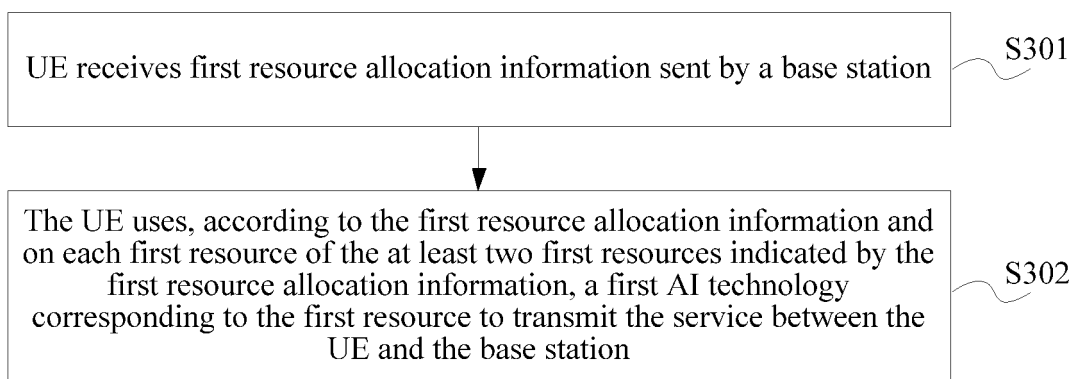 UE receives first resource allocation information sent by a base station
S301
The UE uses, according to the first resource allocation information and
on each first resource of the at least two first resources indicated by the
first resource allocation information, a first AI technology
corresponding to the first resource to transmit the service between the
UE and the base station
S302